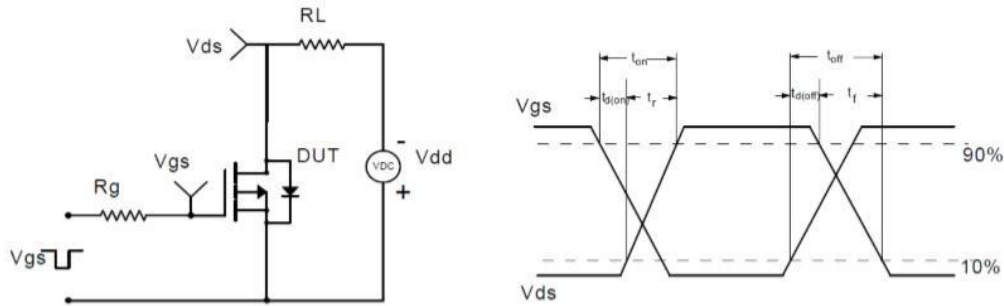 RL
Vds
Vgs
DUT
VDC
-
Vdd
+
Rg
Vgs
ton
toff
td(on)
tr
td(off)
tf
Vgs
90%
10%
Vds